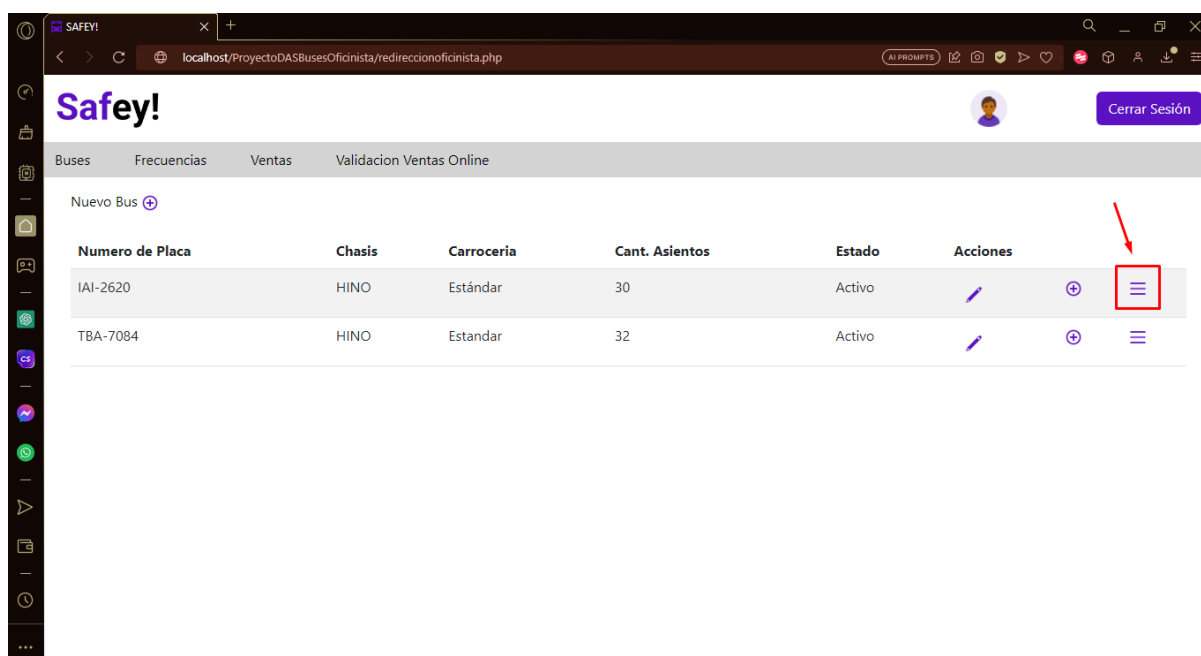 SAFEY!
localhost/ProyectoDASBusesOficinista/redireccionoficinista.php
AI PROMPTS
Safey!
Cerrar Sesión
Buses Frecuencias Ventas Validacion Ventas Online
Nuevo Bus
Numero de Placa Chasis Carroceria Cant. Asientos Estado Acciones
IAI-2620 HINO Estándar 30 Activo
TBA-7084 HINO Estandar 32 Activo
CS